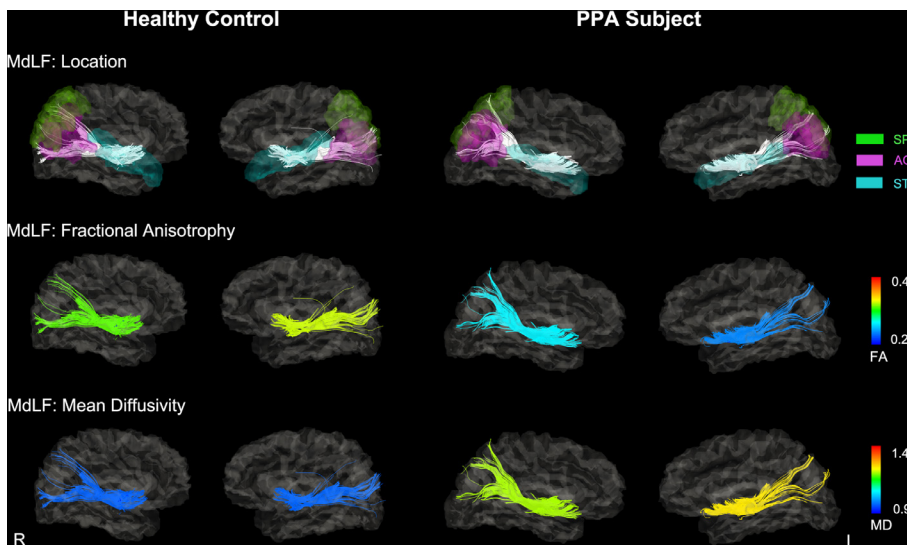 Healthy Control
PPA Subject
MdLF: Location
SP
AG
ST
MdLF: Fractional Anisotropy
0.4
0.2
FA
MdLF: Mean Diffusivity
1.4
0.9
MD
R